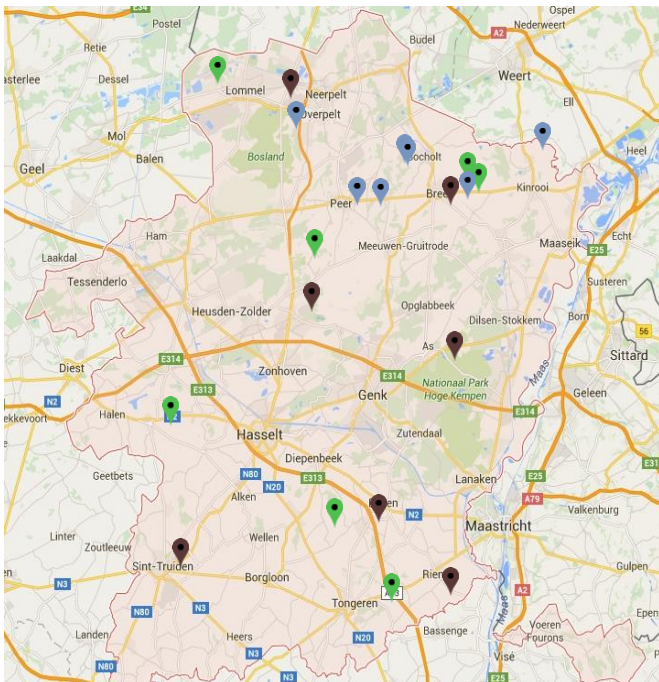 E34
Postel
Ospel
Nederweert
Budel
A2
Retie
Weert
Dessel
Lommel
Neerpelt
Overpelt
Ell
Mol
Balen
Bosland
Bocholt
Heel
Geel
Kinrooi
Peer
Bree
Ham
Meeuwen-Gruitrode
Maaseik
Echt
E25
Laakdal
Tessenderlo
Susteren
Heusden-Zolder
Opglabbeek
Dilsen-Stokkem
Born
56
Sittard
E314
As
Maas
Diest
Zonhoven
E314
E313
Genk
Nationaal Park
Hoge Kempen
Geleen
N2
Halen
E314
Hasselt
Zutendaal
Geetbets
Diepenbeek
N80
E313
Lanaken
E25
N20
Alken
A79
Valkenburg
N2
Maastricht
Linter
Zoutleeuw
Wellen
Sint-Truiden
Borgloon
Gulpen
N3
A2
N80
N3
Tongeren
Maas
Landen
Heers
N20
Bassenge
Voeren
Fourons
N3
Visé
N80
E25